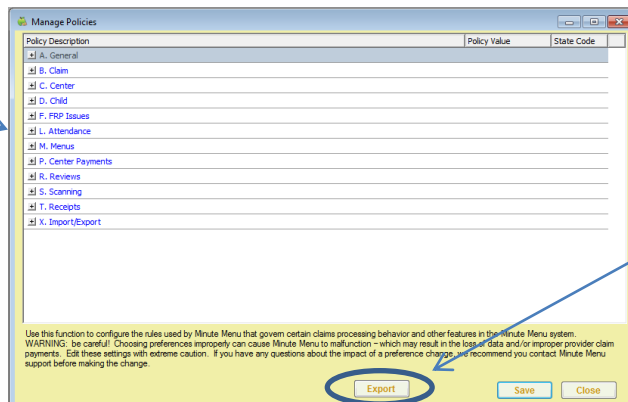 Manage Policies
Policy Description Policy Value State Code
A. General
B. Claim
C. Center
D. Child
F. FRP Issues
L. Attendance
M. Menus
P. Center Payments
R. Reviews
S. Scanning
T. Receipts
X. Import/Export
Use this function to configure the rules used by Minute Menu that govern certain claims processing behavior and other features in the Minute Menu system.
WARNING: be careful! Choosing preferences improperly can cause Minute Menu to malfunction – which may result in the loss of data and/or improper provider claim
payments. Edit these settings with extreme caution. If you have any questions about the impact of a preference change, we recommend you contact Minute Menu
support before making the change.
Export Save Close